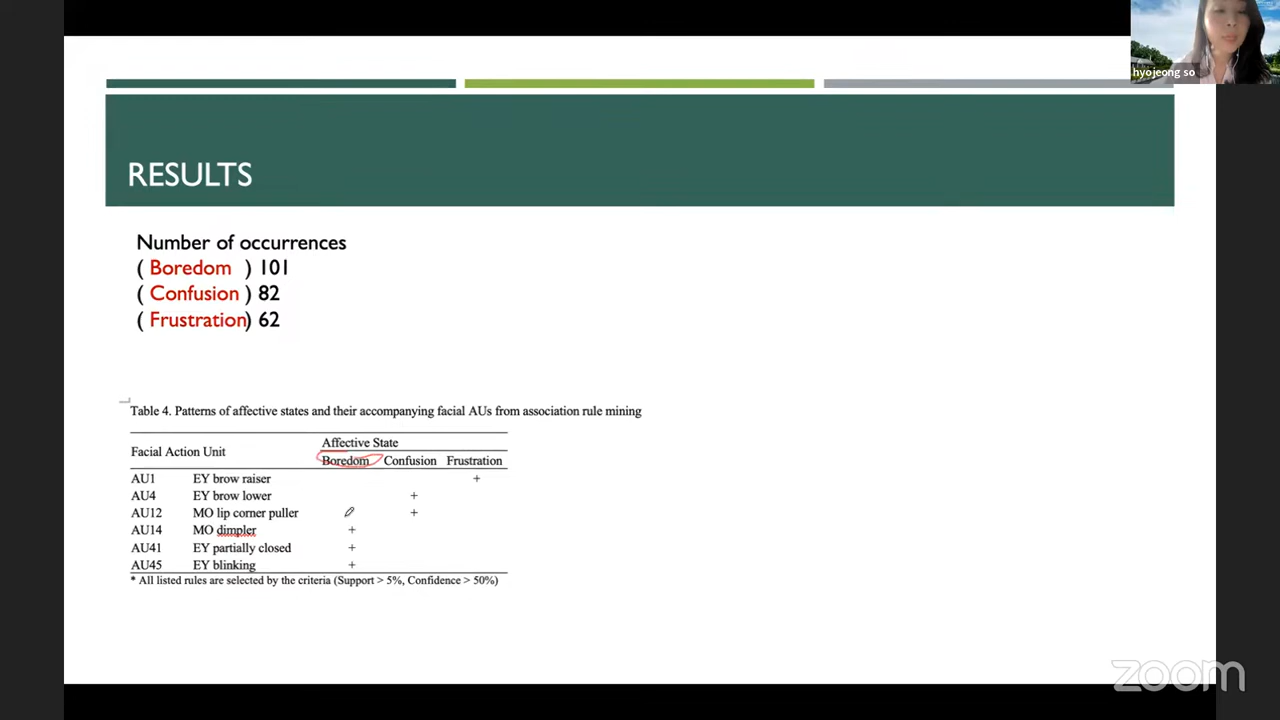 hyojeong so
RESULTS
Number of occurrences
( Boredom ) 101
( Confusion ) 82
( Frustration) 62
Table 4. Patterns of affective states and their accompanying facial AUs from association rule mining
Facial Action Unit Affective State
Boredom Confusion Frustration
AU1 EY brow raiser +
AU4 EY brow lower +
AU12 MO lip corner puller +
AU14 MO dimpler +
AU41 EY partially closed +
AU45 EY blinking +
* All listed rules are selected by the criteria (Support > 5%, Confidence > 50%)
zoom